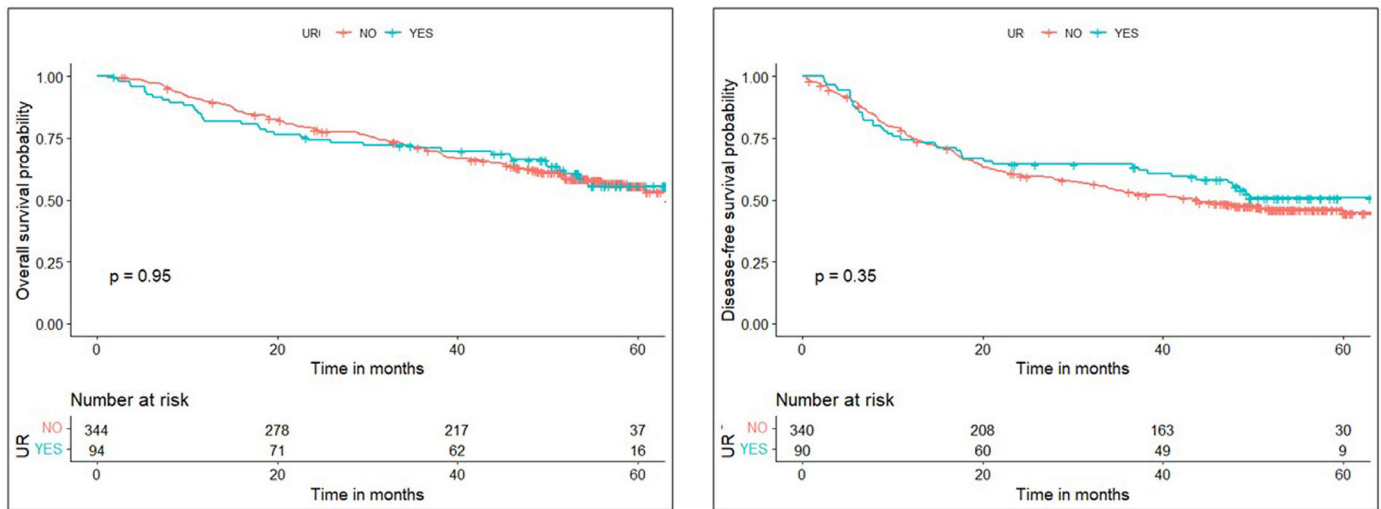 UR( NO YES
Overall survival probability
1.00
0.75
0.50
0.25
0.00
p = 0.95
0 20 40 60
Time in months
Number at risk
UR
NO 344 278 217 37
YES 94 71 62 16
0 20 40 60
Time in months
UR NO YES
Disease-free survival probability
1.00
0.75
0.50
0.25
0.00
p = 0.35
0 20 40 60
Time in months
Number at risk
UR
NO 340 208 163 30
YES 90 60 49 9
0 20 40 60
Time in months